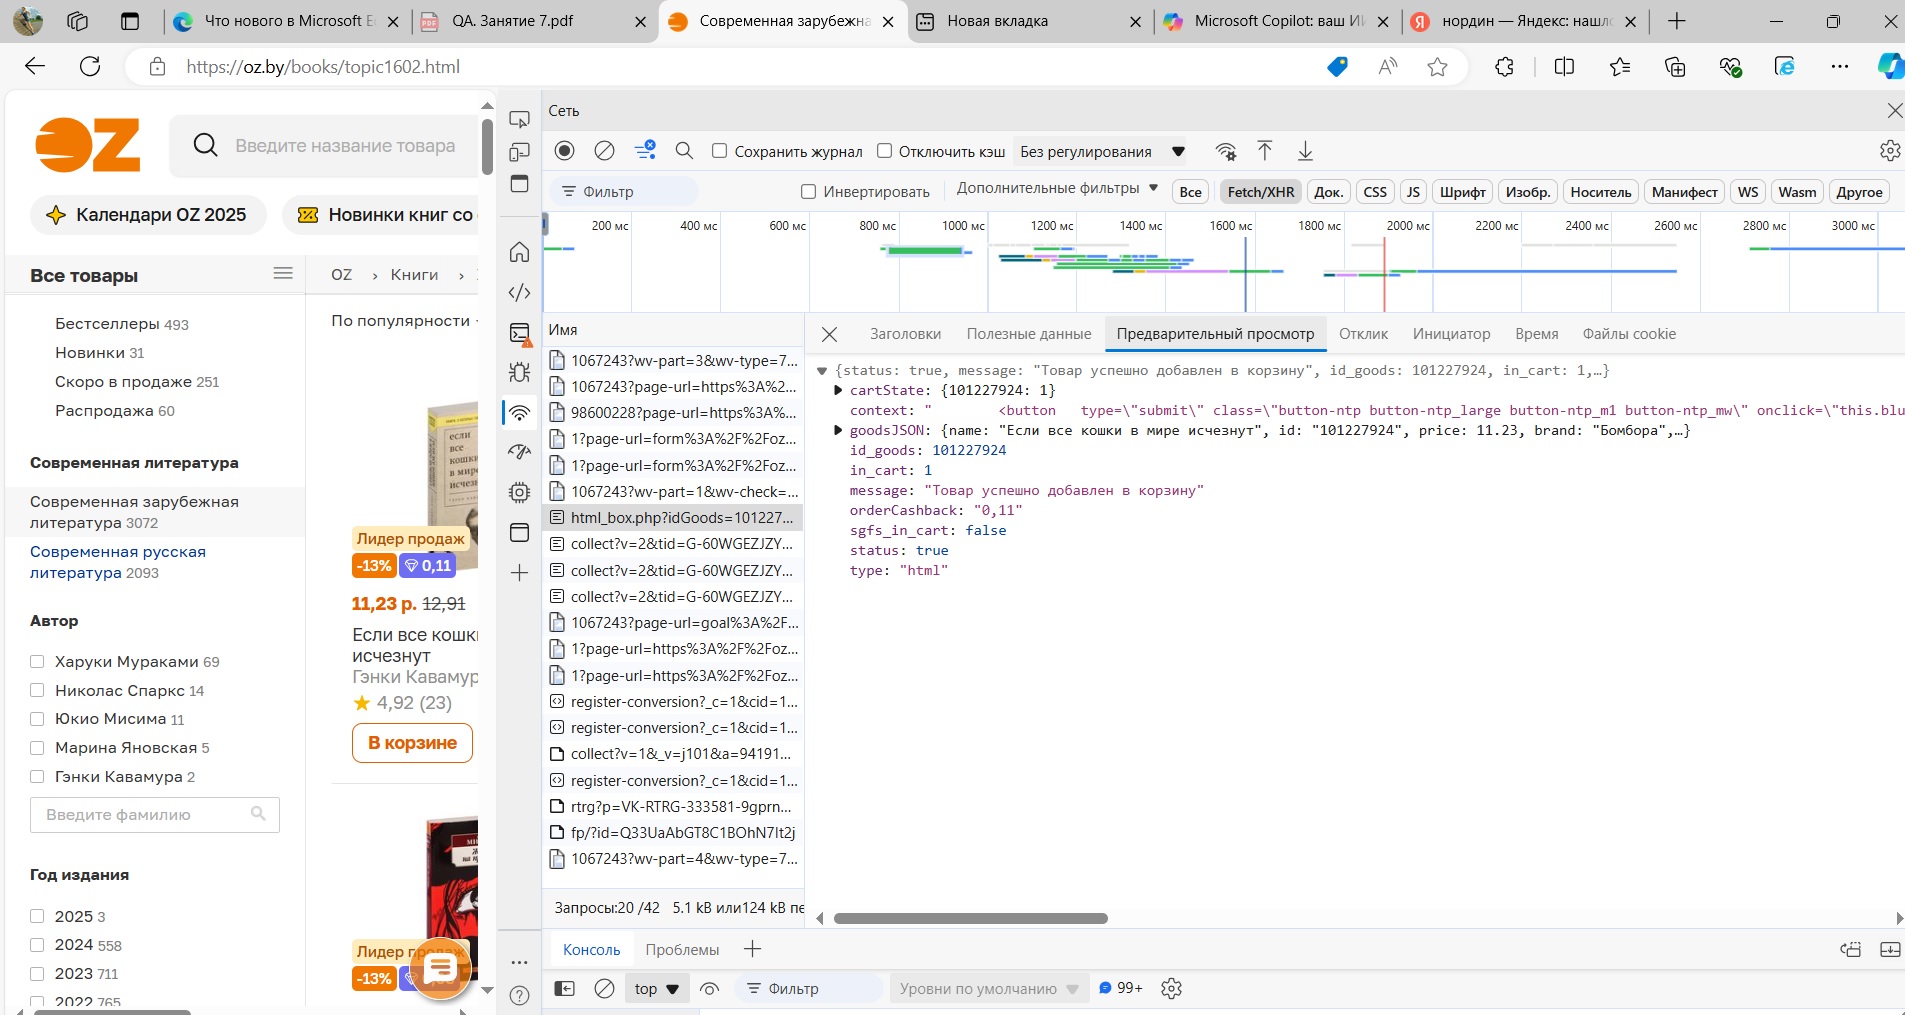 Что нового в Microsoft E
QA. Занятие 7.pdf
Современная зарубежна
Новая вкладка
Microsoft Copilot: ваш ИИ
нордин — Яндекс: нашло
https://oz.by/books/topic1602.html
OZ
Введите название товара
Календари OZ 2025
Новинки книг со
Все товары
OZ › Книги ›
Бестселлеры 493
Новинки 31
Скоро в продаже 251
Распродажа 60
Современная литература
Современная зарубежная
литература 3072
Современная русская
литература 2093
Автор
Харуки Мураками 69
Николас Спаркс 14
Юкио Мисима 11
Марина Яновская 5
Гэнки Кавамура 2
Введите фамилию
Год издания
2025 3
2024 558
2023 711
2022 765
По популярности
если
все
кошки
в мире
исчезнут
Лидер продаж
-13% 0,11
11,23 р. 12,91
Если все кошк
исчезнут
Гэнки Кавамур
4,92 (23)
В корзине
Лидер продаж
-13%
Сеть
Сохранить журнал
Отключить кэш
Без регулирования
Фильтр
Инвертировать
Дополнительные фильтры
Все
Fetch/XHR
Док.
CSS
JS
Шрифт
Изобр.
Носитель
Манифест
WS
Wasm
Другое
200 мс
400 мс
600 мс
800 мс
1000 мс
1200 мс
1400 мс
1600 мс
1800 мс
2000 мс
2200 мс
2400 мс
2600 мс
2800 мс
3000 мс
Имя
1067243?wv-part=3&wv-type=7...
1067243?page-url=https%3A%2...
98600228?page-url=https%3A%...
1?page-url=form%3A%2F%2Foz...
1?page-url=form%3A%2F%2Foz...
1067243?wv-part=1&wv-check=...
html_box.php?idGoods=101227...
collect?v=2&tid=G-60WGEZJZY...
collect?v=2&tid=G-60WGEZJZY...
collect?v=2&tid=G-60WGEZJZY...
1067243?page-url=goal%3A%2F...
1?page-url=https%3A%2F%2Foz...
1?page-url=https%3A%2F%2Foz...
register-conversion?_c=1&cid=1...
register-conversion?_c=1&cid=1...
collect?v=1&_v=j101&a=94191...
register-conversion?_c=1&cid=1...
rtrg?p=VK-RTRG-333581-9gprn...
fp/?id=Q33UaAbGT8C1BOhN7It2j
1067243?wv-part=4&wv-type=7...
Запросы:20 /42 5.1 kB или124 kB пе
Заголовки
Полезные данные
Предварительный просмотр
Отклик
Инициатор
Время
Файлы cookie
{status: true, message: "Товар успешно добавлен в корзину", id_goods: 101227924, in_cart: 1,…}
cartState: {101227924: 1}
context: " <button type=\"submit\" class=\"button-ntp button-ntp_large button-ntp_m1 button-ntp_mw\" onclick=\"this.blu
goodsJSON: {name: "Если все кошки в мире исчезнут", id: "101227924", price: 11.23, brand: "Бомбора",…}
id_goods: 101227924
in_cart: 1
message: "Товар успешно добавлен в корзину"
orderCashback: "0,11"
sgfs_in_cart: false
status: true
type: "html"
Консоль
Проблемы
top
Фильтр
Уровни по умолчанию
99+